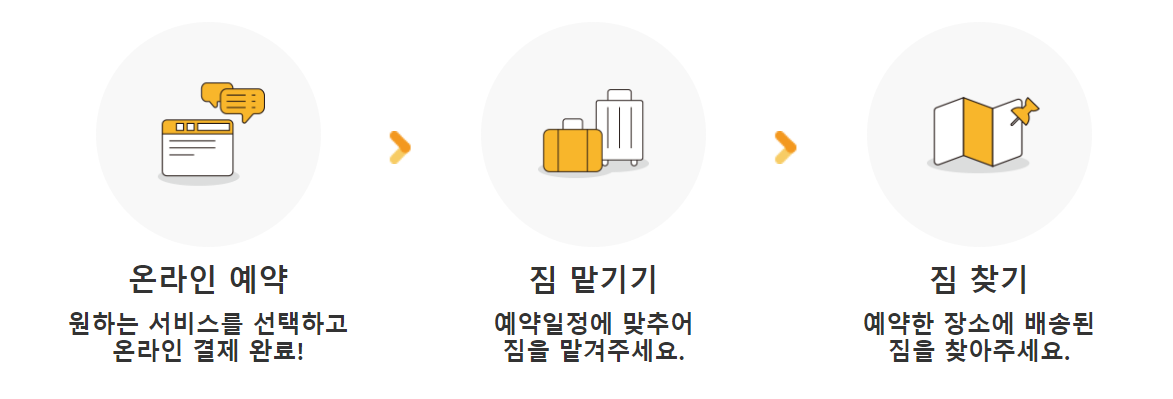 온라인 예약
원하는 서비스를 선택하고
온라인 결제 완료!
짐 맡기기
예약일정에 맞추어
짐을 맡겨주세요.
짐 찾기
예약한 장소에 배송된
짐을 찾아주세요.